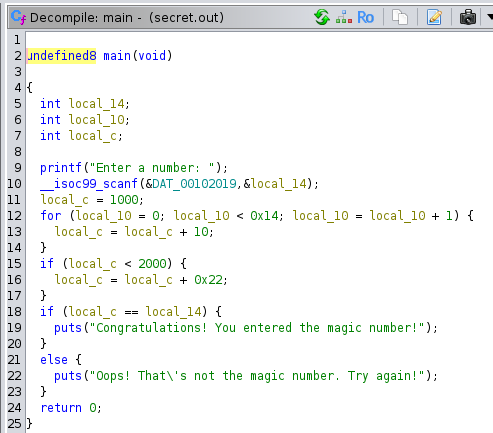 Decompile: main - (secret.out)
1
2 undefined8 main(void)
3
4 {
5   int local_14;
6   int local_10;
7   int local_c;
8
9   printf("Enter a number: ");
10   __isoc99_scanf(&DAT_00102019,&local_14);
11   local_c = 1000;
12   for (local_10 = 0; local_10 < 0x14; local_10 = local_10 + 1) {
13     local_c = local_c + 10;
14   }
15   if (local_c < 2000) {
16     local_c = local_c + 0x22;
17   }
18   if (local_c == local_14) {
19     puts("Congratulations! You entered the magic number!");
20   }
21   else {
22     puts("Oops! That\'s not the magic number. Try again!");
23   }
24   return 0;
25 }
Ro